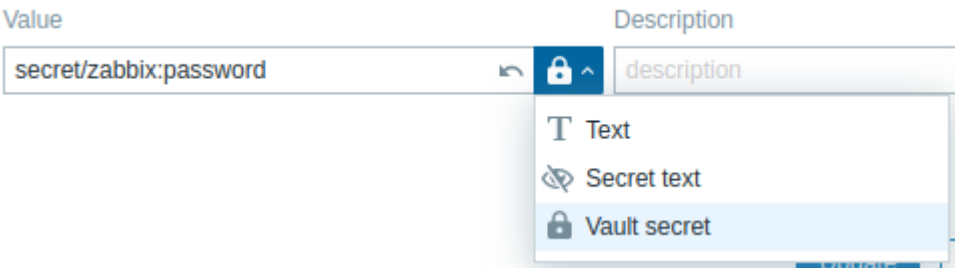 Value Description
secret/zabbix:password description
Text
Secret text
Vault secret